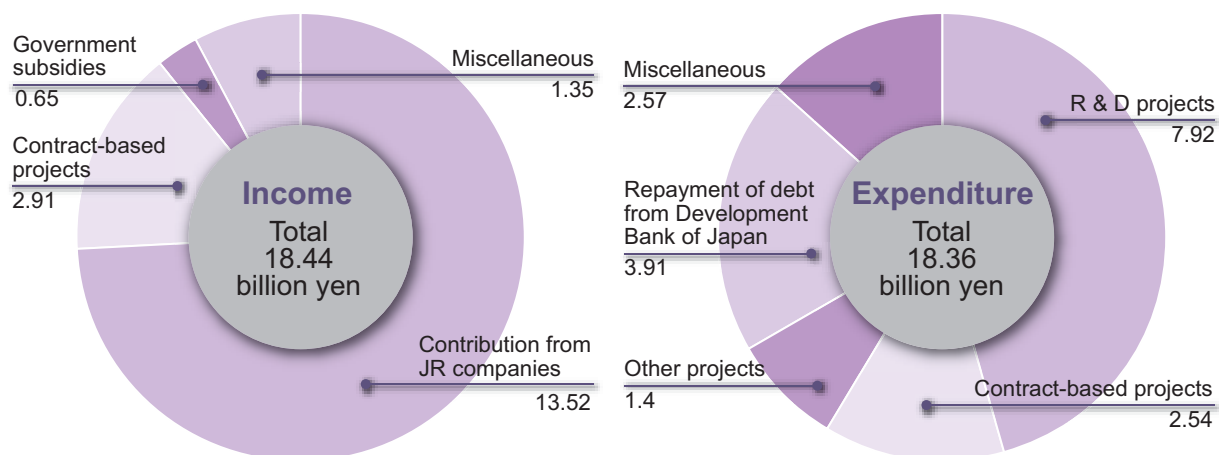 Government
subsidies
0.65
Miscellaneous
1.35
Contract-based
projects
2.91
Income
Total
18.44
billion yen
Contribution from
JR companies
13.52
Miscellaneous
2.57
R & D projects
7.92
Repayment of debt
from Development
Bank of Japan
3.91
Expenditure
Total
18.36
billion yen
Other projects
1.4
Contract-based projects
2.54